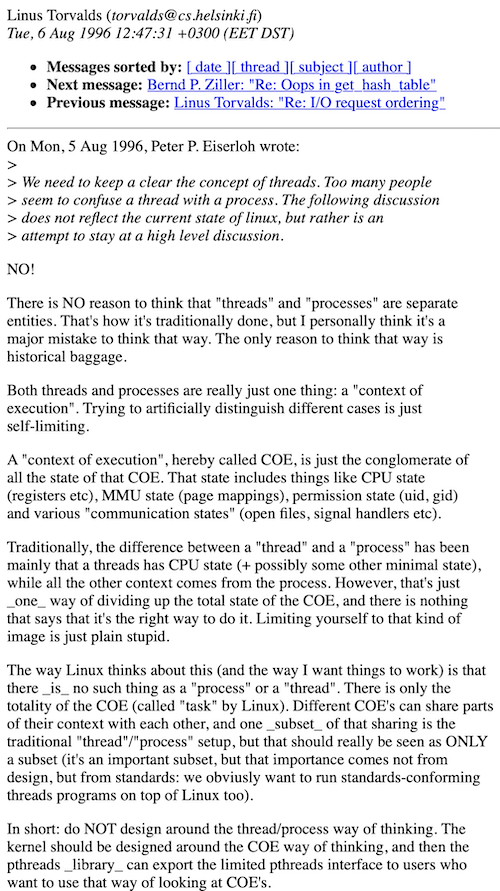 Linus Torvalds (torvalds@cs.helsinki.fi)
Tue, 6 Aug 1996 12:47:31 +0300 (EET DST)
• Messages sorted by: [ date ][ thread ][ subject ][ author ]
• Next message: Bernd P. Ziller: "Re: Oops in get_hash_table"
• Previous message: Linus Torvalds: "Re: I/O request ordering"
On Mon, 5 Aug 1996, Peter P. Eiserloh wrote:
>
> We need to keep a clear the concept of threads. Too many people
> seem to confuse a thread with a process. The following discussion
> does not reflect the current state of linux, but rather is an
> attempt to stay at a high level discussion.
NO!
There is NO reason to think that "threads" and "processes" are separate
entities. That's how it's traditionally done, but I personally think it's a
major mistake to think that way. The only reason to think that way is
historical baggage.
Both threads and processes are really just one thing: a "context of
execution". Trying to artificially distinguish different cases is just
self-limiting.
A "context of execution", hereby called COE, is just the conglomerate of
all the state of that COE. That state includes things like CPU state
(registers etc), MMU state (page mappings), permission state (uid, gid)
and various "communication states" (open files, signal handlers etc).
Traditionally, the difference between a "thread" and a "process" has been
mainly that a threads has CPU state (+ possibly some other minimal state),
while all the other context comes from the process. However, that's just
_one_ way of dividing up the total state of the COE, and there is nothing
that says that it's the right way to do it. Limiting yourself to that kind of
image is just plain stupid.
The way Linux thinks about this (and the way I want things to work) is that
there _is_ no such thing as a "process" or a "thread". There is only the
totality of the COE (called "task" by Linux). Different COE's can share parts
of their context with each other, and one _subset_ of that sharing is the
traditional "thread"/"process" setup, but that should really be seen as ONLY
a subset (it's an important subset, but that importance comes not from
design, but from standards: we obviusly want to run standards-conforming
threads programs on top of Linux too).
In short: do NOT design around the thread/process way of thinking. The
kernel should be designed around the COE way of thinking, and then the
pthreads _library_ can export the limited pthreads interface to users who
want to use that way of looking at COE's.